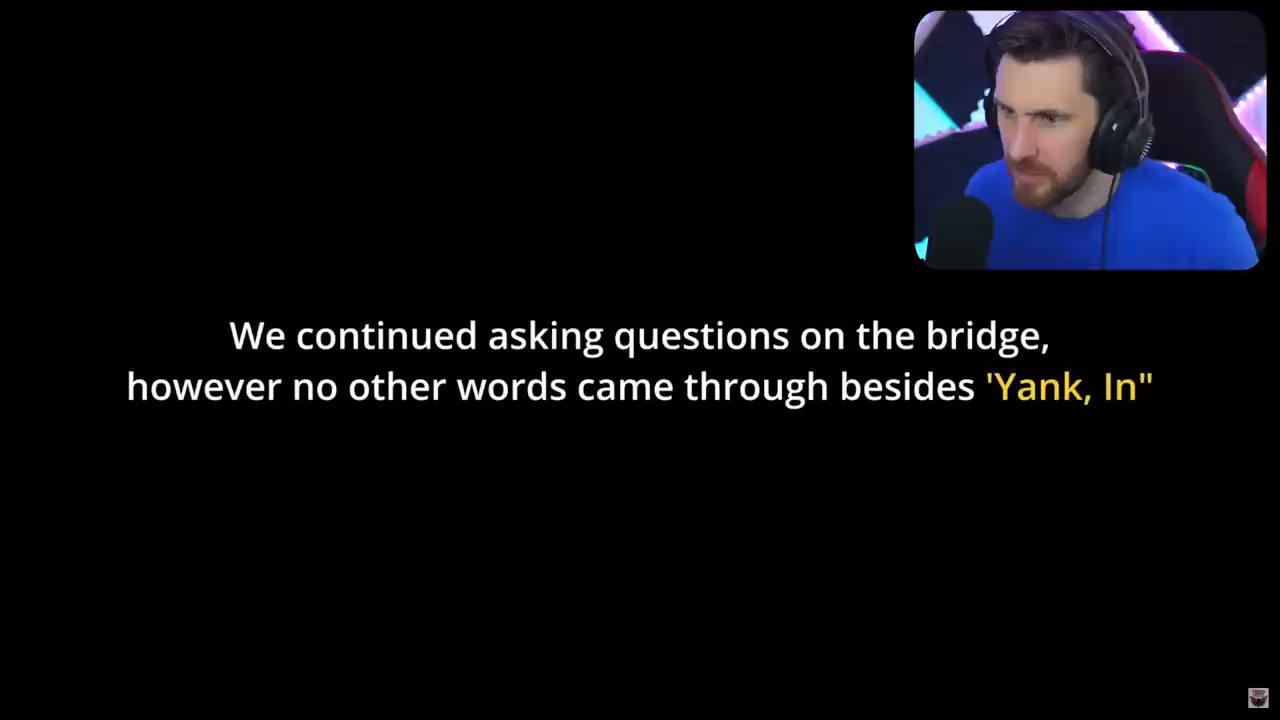 We continued asking questions on the bridge,
however no other words came through besides 'Yank, In"